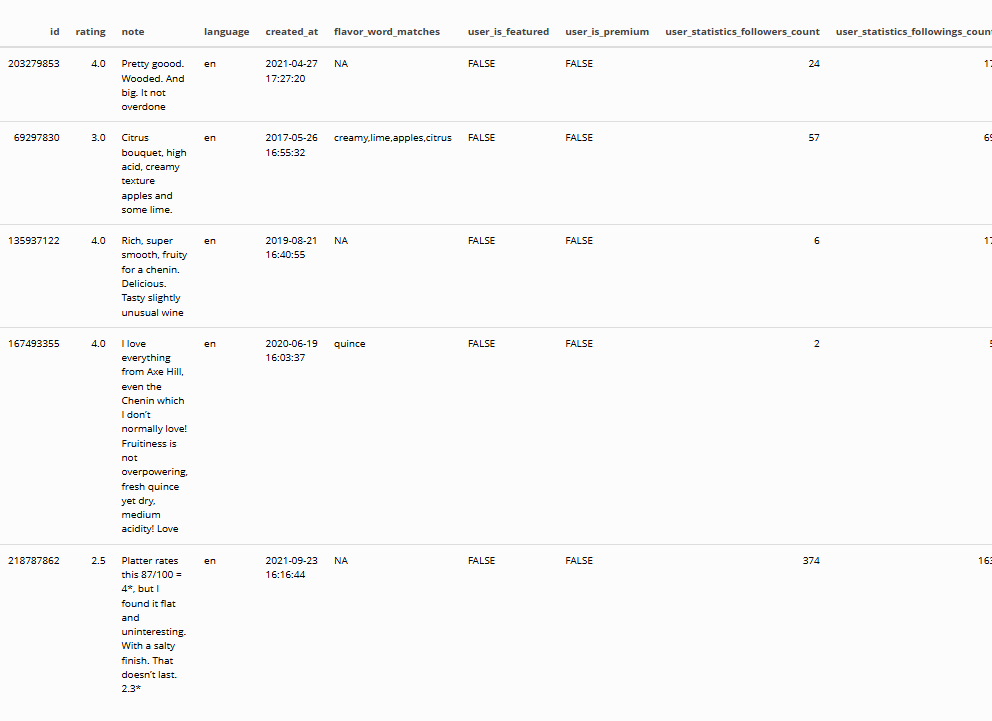 id rating note language created_at flavor_word_matches user_is_featured user_is_premium user_statistics_followers_count user_statistics_followings_coun
203279853 4.0 Pretty goood. en 2021-04-27 NA FALSE FALSE 24 17
Wooded. And 17:27:20
big. It not
overdone
69297830 3.0 Citrus en 2017-05-26 creamy,lime,apples,citrus FALSE FALSE 57 69
bouquet, high 16:55:32
acid, creamy
texture
apples and
some lime.
135937122 4.0 Rich, super en 2019-08-21 NA FALSE FALSE 6 17
smooth, fruity 16:40:55
for a chenin.
Delicious.
Tasty slightly
unusual wine
167493355 4.0 I love en 2020-06-19 quince FALSE FALSE 2 5
everything 16:03:37
from Axe Hill,
even the
Chenin which
I don't
normally love!
Fruitiness is
not
overpowering,
fresh quince
yet dry,
medium
acidity! Love
218787862 2.5 Platter rates en 2021-09-23 NA FALSE FALSE 374 163
this 87/100 = 16:16:44
4*, but I
found it flat
and
uninteresting.
With a salty
finish. That
doesn't last.
2.3*